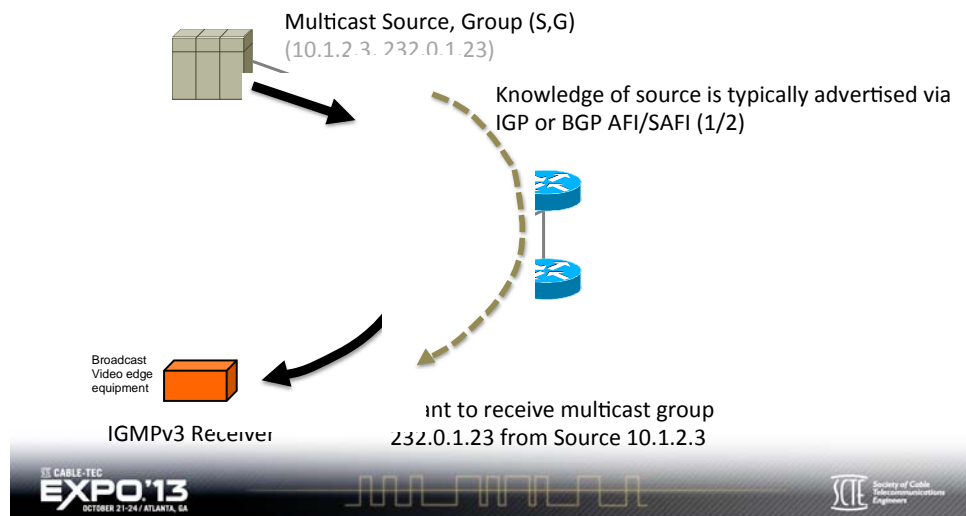 Multicast Source, Group (S,G)
(10.1.2.3, 232.0.1.23)
Knowledge of source is typically advertised via
IGP or BGP AFI/SAFI (1/2)
Broadcast
Video edge
equipment
IGMPv3 Receiver
ant to receive multicast group
232.0.1.23 from Source 10.1.2.3
CABLE-TEC
EXPO.'13
OCTOBER 21-24 / ATLANTA, GA
SCTE
Society of Cable
Telecommunications
Engineers